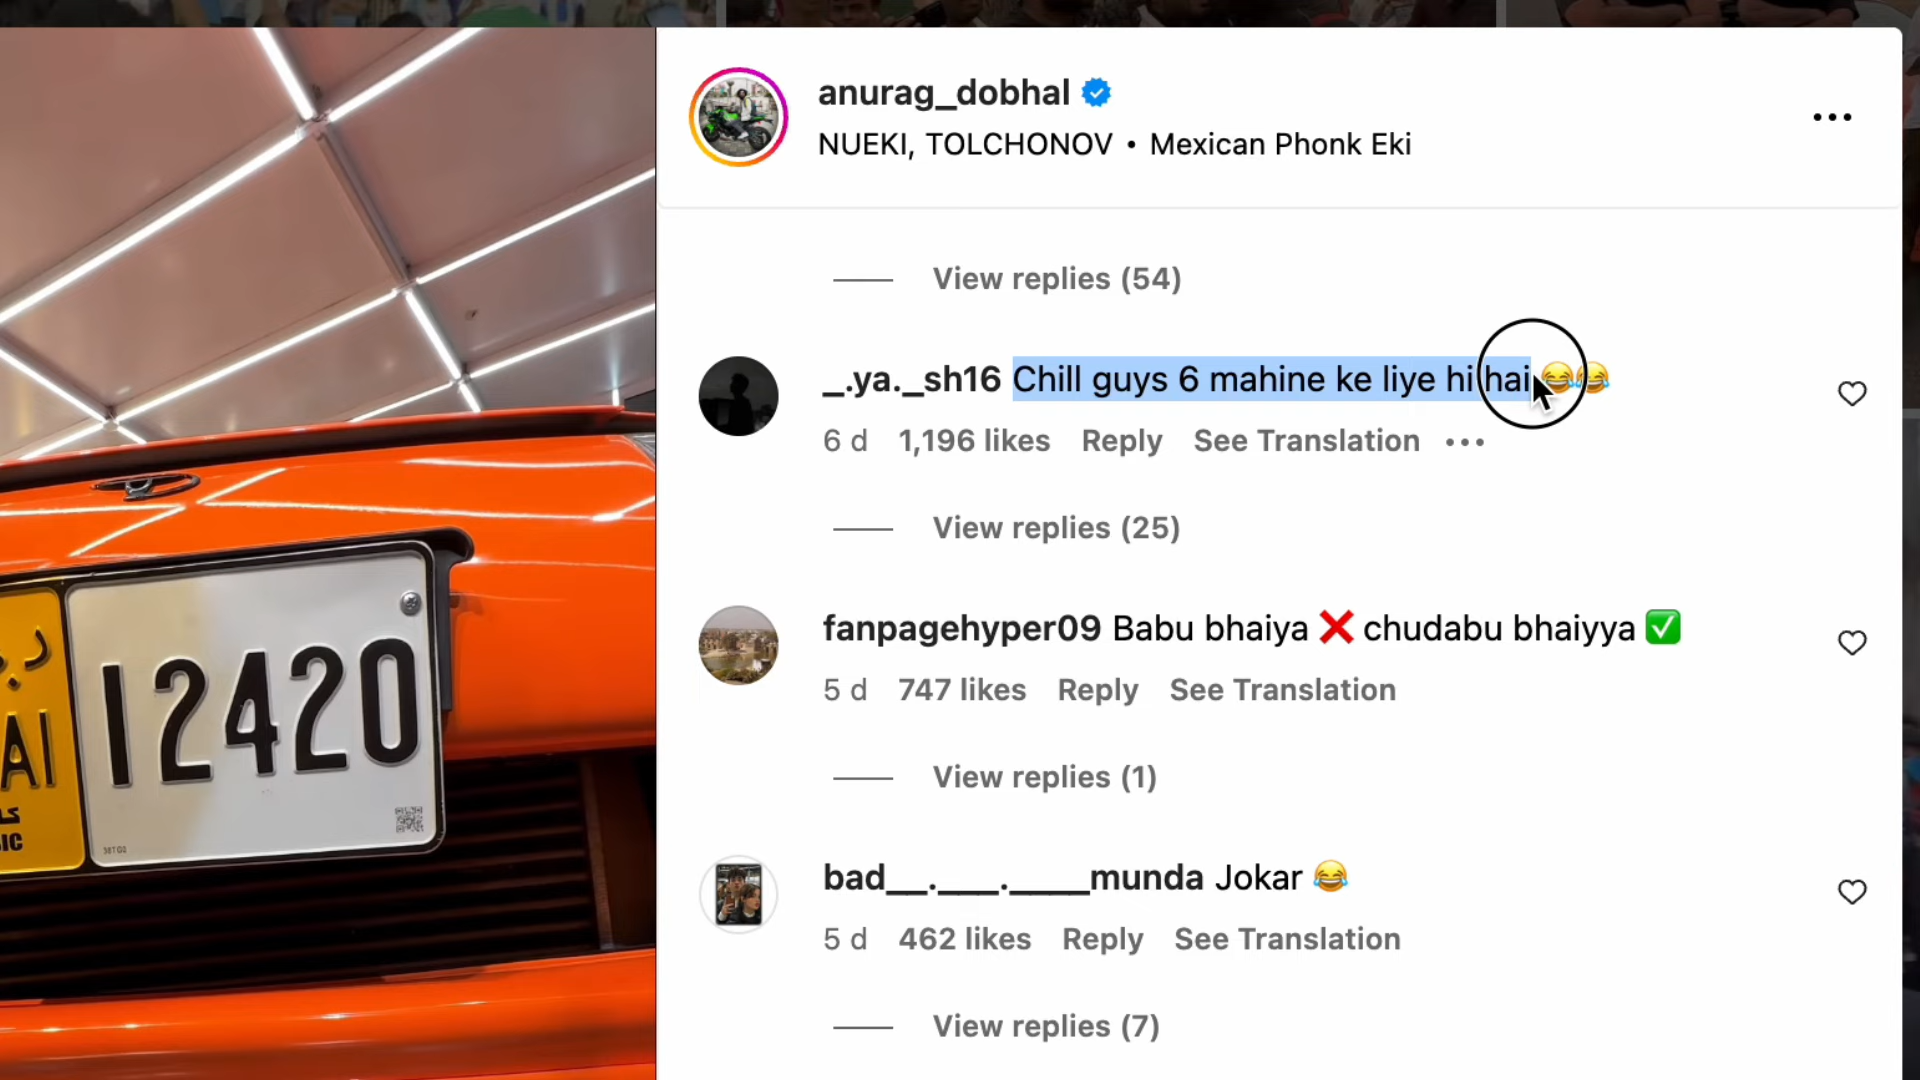 anurag_dobhal
NUEKI, TOLCHONOV • Mexican Phonk Eki
View replies (54)
_.ya._sh16 Chill guys 6 mahine ke liye hi hai 😂😂
6 d 1,196 likes Reply See Translation
View replies (25)
fanpagehyper09 Babu bhaiya ❌ chudabu bhaiyya ✅
5 d 747 likes Reply See Translation
View replies (1)
bad__.___.____munda Jokar 😂
5 d 462 likes Reply See Translation
View replies (7)
12420